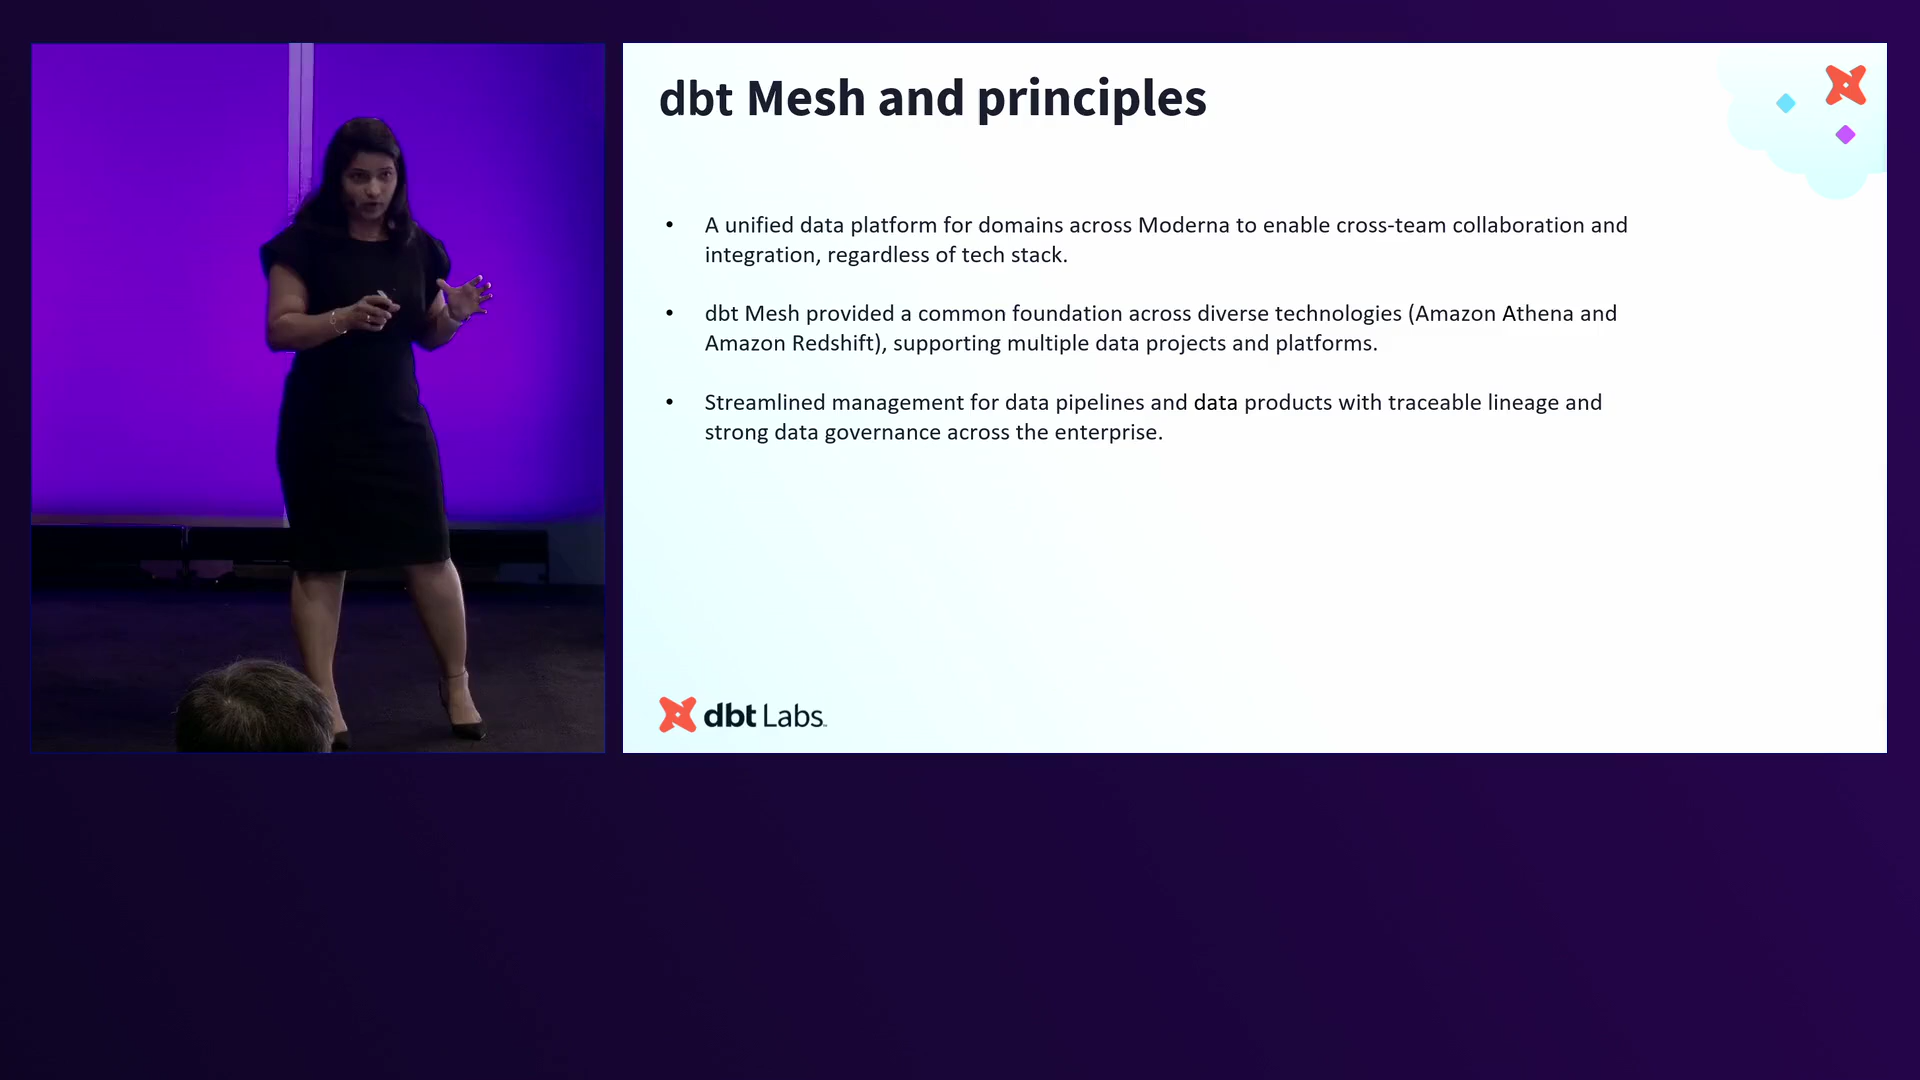 dbt Mesh and principles
• A unified data platform for domains across Moderna to enable cross-team collaboration and
integration, regardless of tech stack.
• dbt Mesh provided a common foundation across diverse technologies (Amazon Athena and
Amazon Redshift), supporting multiple data projects and platforms.
• Streamlined management for data pipelines and data products with traceable lineage and
strong data governance across the enterprise.
dbt Labs